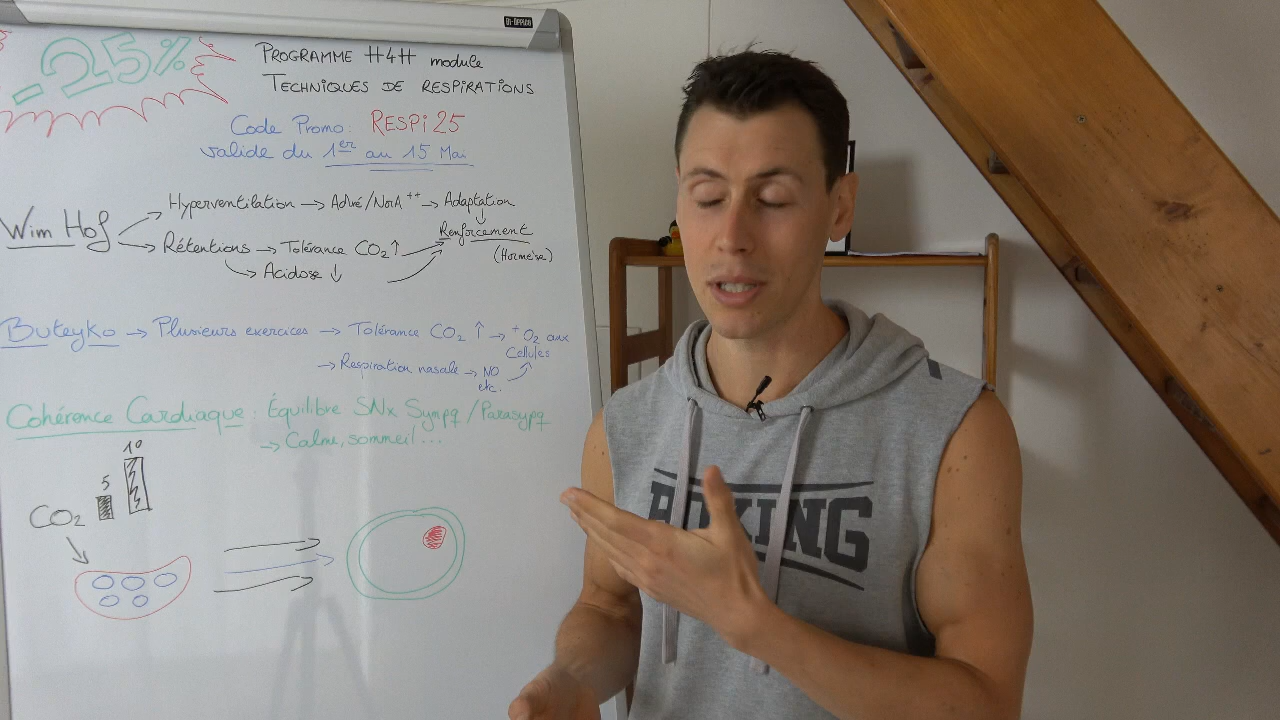 -25%
PROGRAMME H4H module
TECHNIQUES DE RESPIRATIONS
Code Promo: RESPi25
valide du 1er au 15 Mai
Wim Hof
Hyperventilation → Adré/NorA ++ → Adaptation
↓
Renforcement
(Hormèse)
→ Rétentions → Tolérance CO2 ↑
→ Acidose ↓
Buteyko → Plusieurs exercices → Tolérance CO2 ↑ → +O2 aux
Cellules
→ Respiration nasale → NO
etc.
Cohérence Cardiaque : Équilibre SNx Sympq / Parasypq
→ Calme, sommeil...
10
5
CO2
BOXING